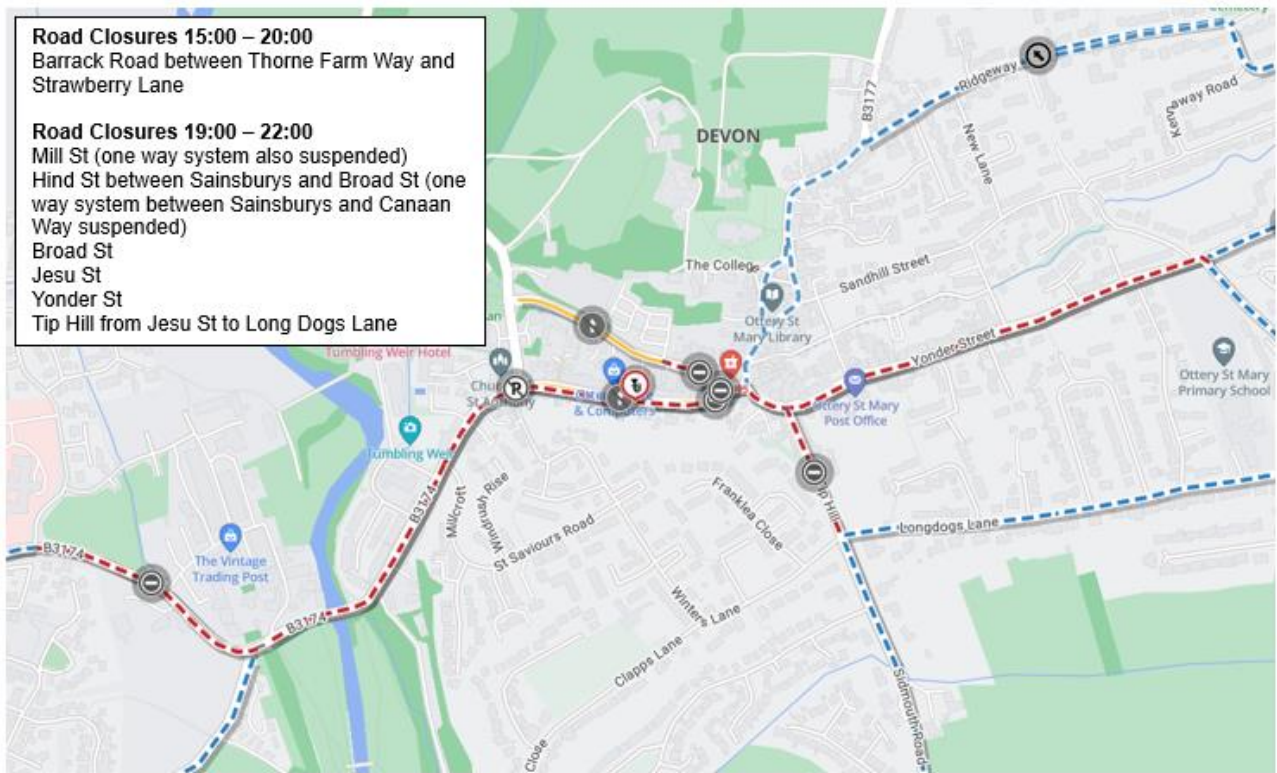 Road Closures 15:00 – 20:00
Barrack Road between Thorne Farm Way and
Strawberry Lane
Road Closures 19:00 – 22:00
Mill St (one way system also suspended)
Hind St between Sainsburys and Broad St (one
way system between Sainsburys and Canaan
Way suspended)
Broad St
Jesu St
Yonder St
Tip Hill from Jesu St to Long Dogs Lane
DEVON
B3177
Ridgeway
New Lane
away Road
The College
Sandhill Street
Ottery St
Mary Library
Tumbling Weir Hotel
& Computers
Yonder Street
Ottery St Mary
Post Office
Ottery St Mary
Primary School
Tumbling Weir
B3174
Millcroft
Windrush Rise
St Saviours Road
Franklea Close
Longdogs Lane
The Vintage
Trading Post
B3174
B3174
Winters Lane
Clapps Lane
Sidmouth Road
Close